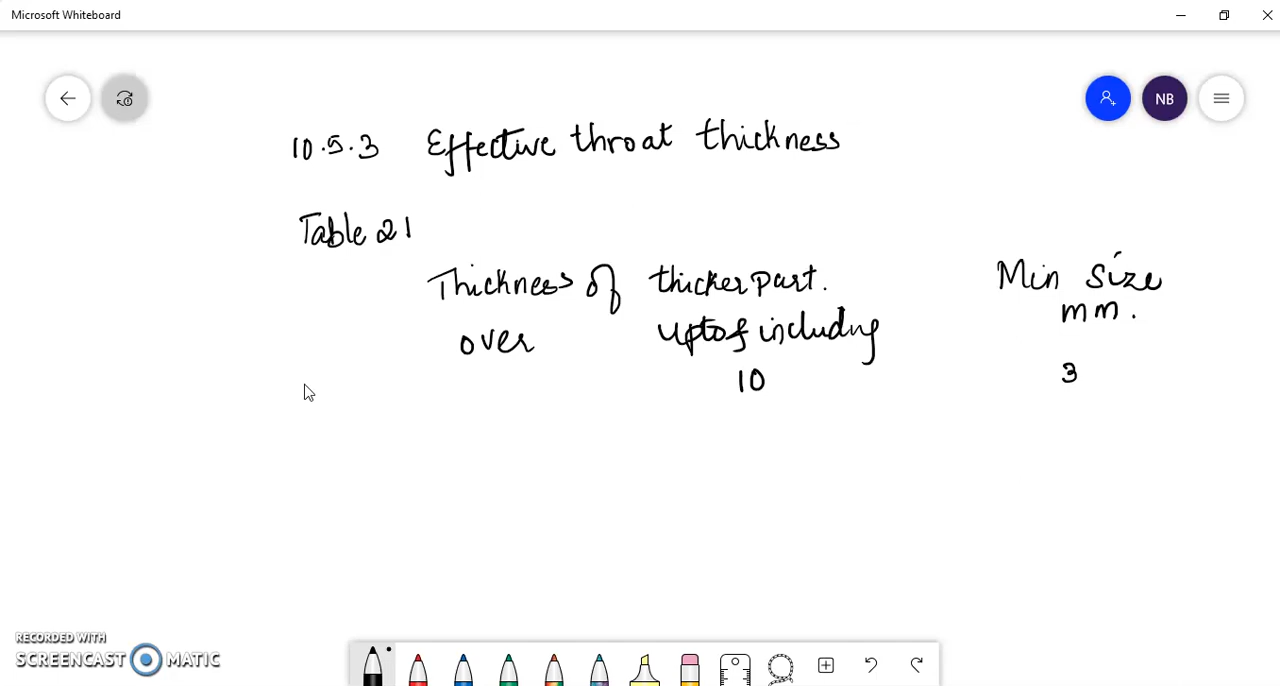 Microsoft Whiteboard
NB
10.5.3 Effective throat thickness
Table 21
Thickness of thicker part. Min size
mm.
over upto & including
10 3
RECORDED WITH
SCREENCAST MATIC